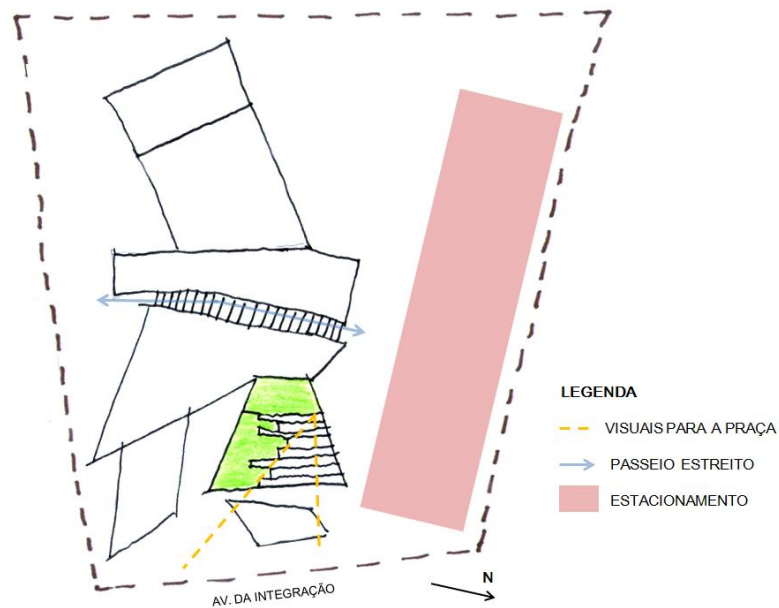 LEGENDA
VISUAIS PARA A PRAÇA
PASSEIO ESTREITO
ESTACIONAMENTO
N
AV. DA INTEGRAÇÃO